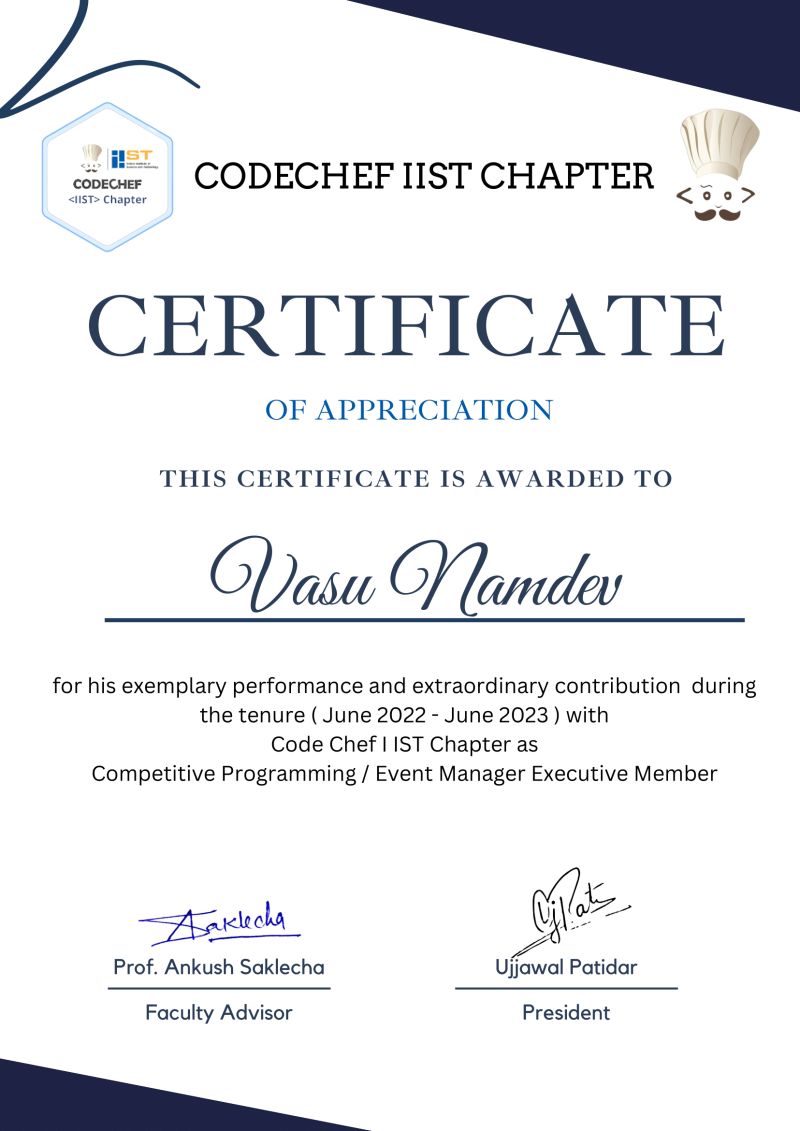 IIST
CODECHEF
<IIST> Chapter
CODECHEF IIST CHAPTER
CERTIFICATE
OF APPRECIATION
THIS CERTIFICATE IS AWARDED TO
Vasu Namdev
for his exemplary performance and extraordinary contribution  during
the tenure ( June 2022 - June 2023 ) with
Code Chef I IST Chapter as
Competitive Programming / Event Manager Executive Member
Saklecha
UjPati
Prof. Ankush Saklecha
Ujjawal Patidar
Faculty Advisor
President